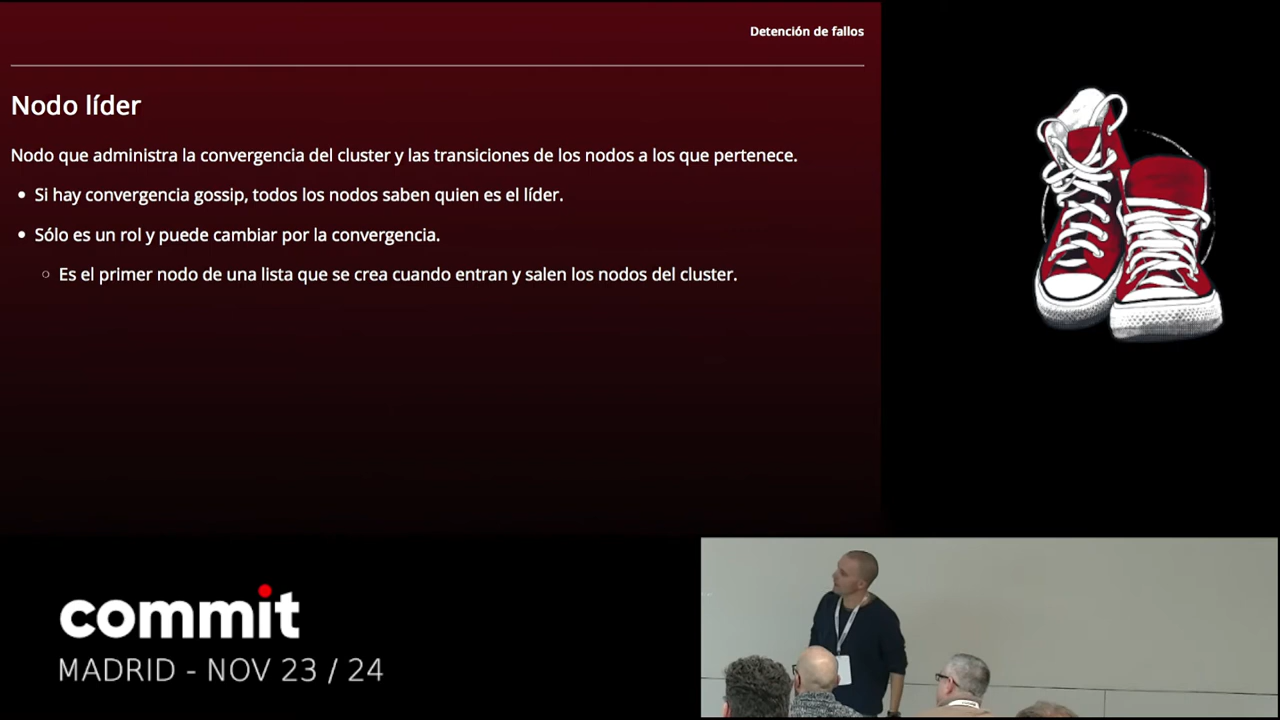 Detención de fallos
Nodo líder
Nodo que administra la convergencia del cluster y las transiciones de los nodos a los que pertenece.
Si hay convergencia gossip, todos los nodos saben quien es el líder.
Sólo es un rol y puede cambiar por la convergencia.
Es el primer nodo de una lista que se crea cuando entran y salen los nodos del cluster.
commit
MADRID - NOV 23 / 24